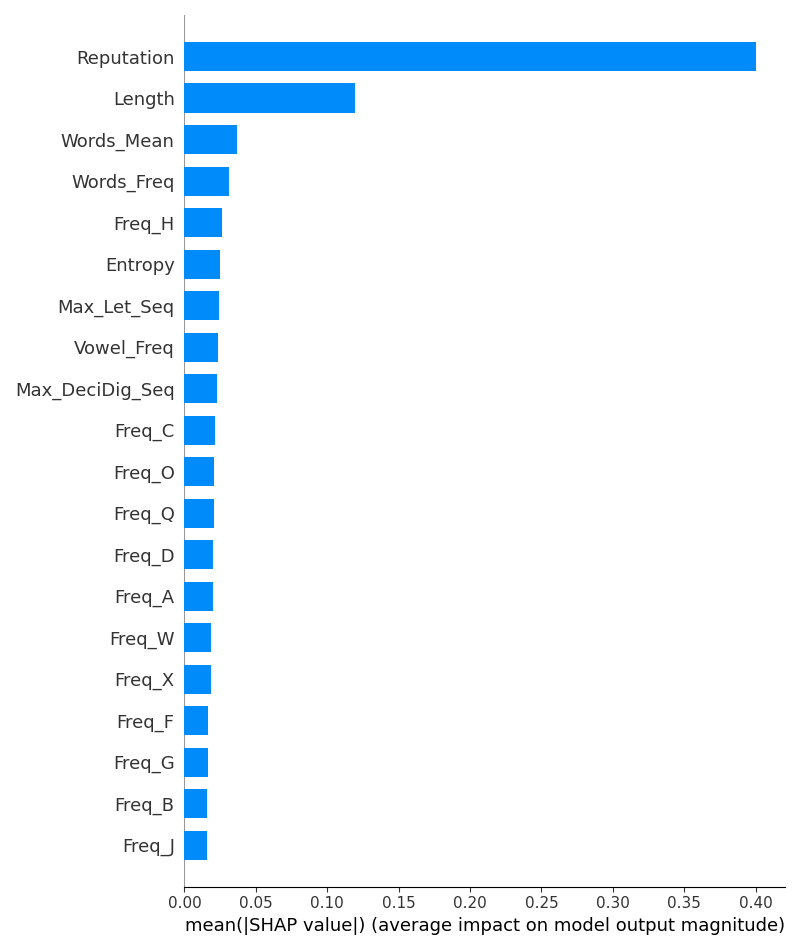 Reputation
Length
Words_Mean
Words_Freq
Freq_H
Entropy
Max_Let_Seq
Vowel_Freq
Max_DeciDig_Seq
Freq_C
Freq_O
Freq_Q
Freq_D
Freq_A
Freq_W
Freq_X
Freq_F
Freq_G
Freq_B
Freq_J
0.00 0.05 0.10 0.15 0.20 0.25 0.30 0.35 0.40
mean(|SHAP value|) (average impact on model output magnitude)